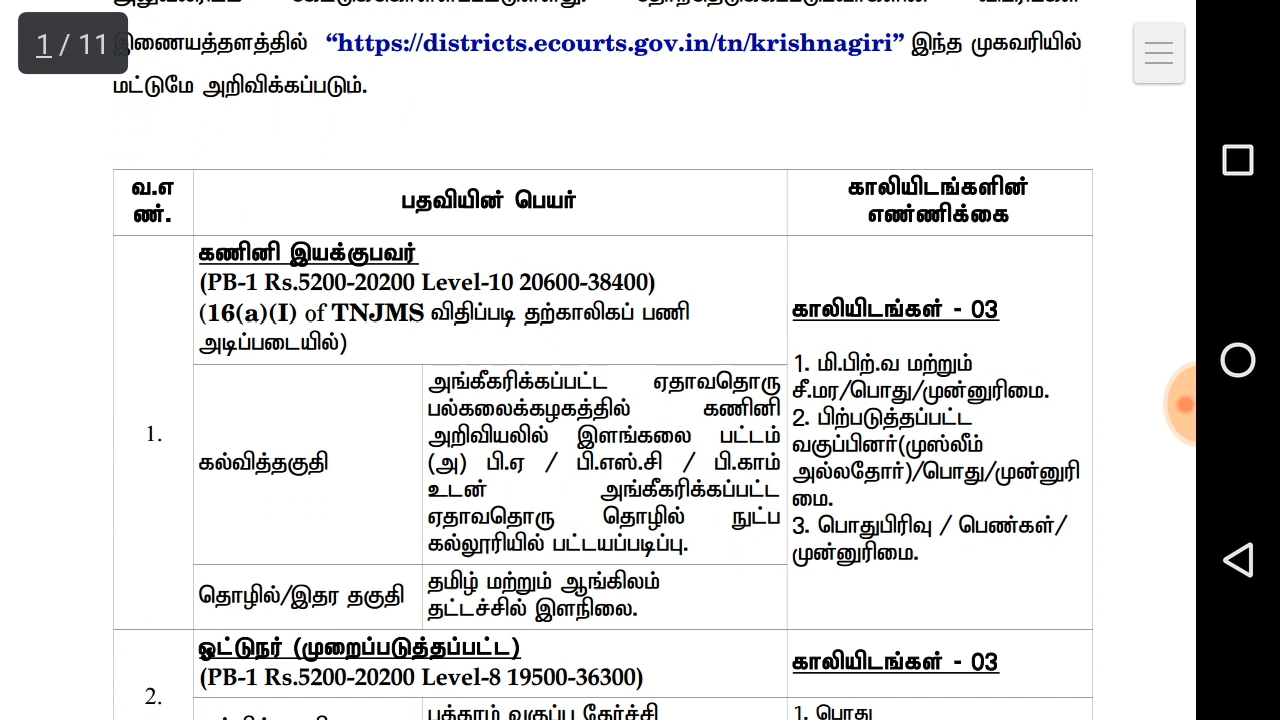 1 / 11
இணையத்தளத்தில் “https://districts.ecourts.gov.in/tn/krishnagiri” இந்த முகவரியில்
மட்டுமே அறிவிக்கப்படும்.
வ.எ
ண்.
பதவியின் பெயர்
காலியிடங்களின்
எண்ணிக்கை
1.
கணினி இயக்குபவர்
(PB-1 Rs.5200-20200 Level-10 20600-38400)
(16(a)(I) of TNJMS விதிப்படி தற்காலிகப் பணி
அடிப்படையில்)
கல்வித்தகுதி
அங்கீகரிக்கப்பட்ட ஏதாவதொரு
பல்கலைக்கழகத்தில் கணினி
அறிவியலில் இளங்கலை பட்டம்
(அ) பி.ஏ / பி.எஸ்.சி / பி.காம்
உடன் அங்கீகரிக்கப்பட்ட
ஏதாவதொரு தொழில் நுட்ப
கல்லூரியில் பட்டயப்படிப்பு.
தொழில்/இதர தகுதி
தமிழ் மற்றும் ஆங்கிலம்
தட்டச்சில் இளநிலை.
காலியிடங்கள் - 03
1. மி.பிற்.வ மற்றும்
சீ.மர/பொது/முன்னுரிமை.
2. பிற்படுத்தப்பட்ட
வகுப்பினர்(முஸ்லீம்
அல்லதோர்)/பொது/முன்னுரி
மை.
3. பொதுபிரிவு / பெண்கள்/
முன்னுரிமை.
2.
ஓட்டுநர் (முறைப்படுத்தப்பட்ட)
(PB-1 Rs.5200-20200 Level-8 19500-36300)
காலியிடங்கள் - 03
பத்தாம் வகுப்பு தேர்ச்சி
1. பொது